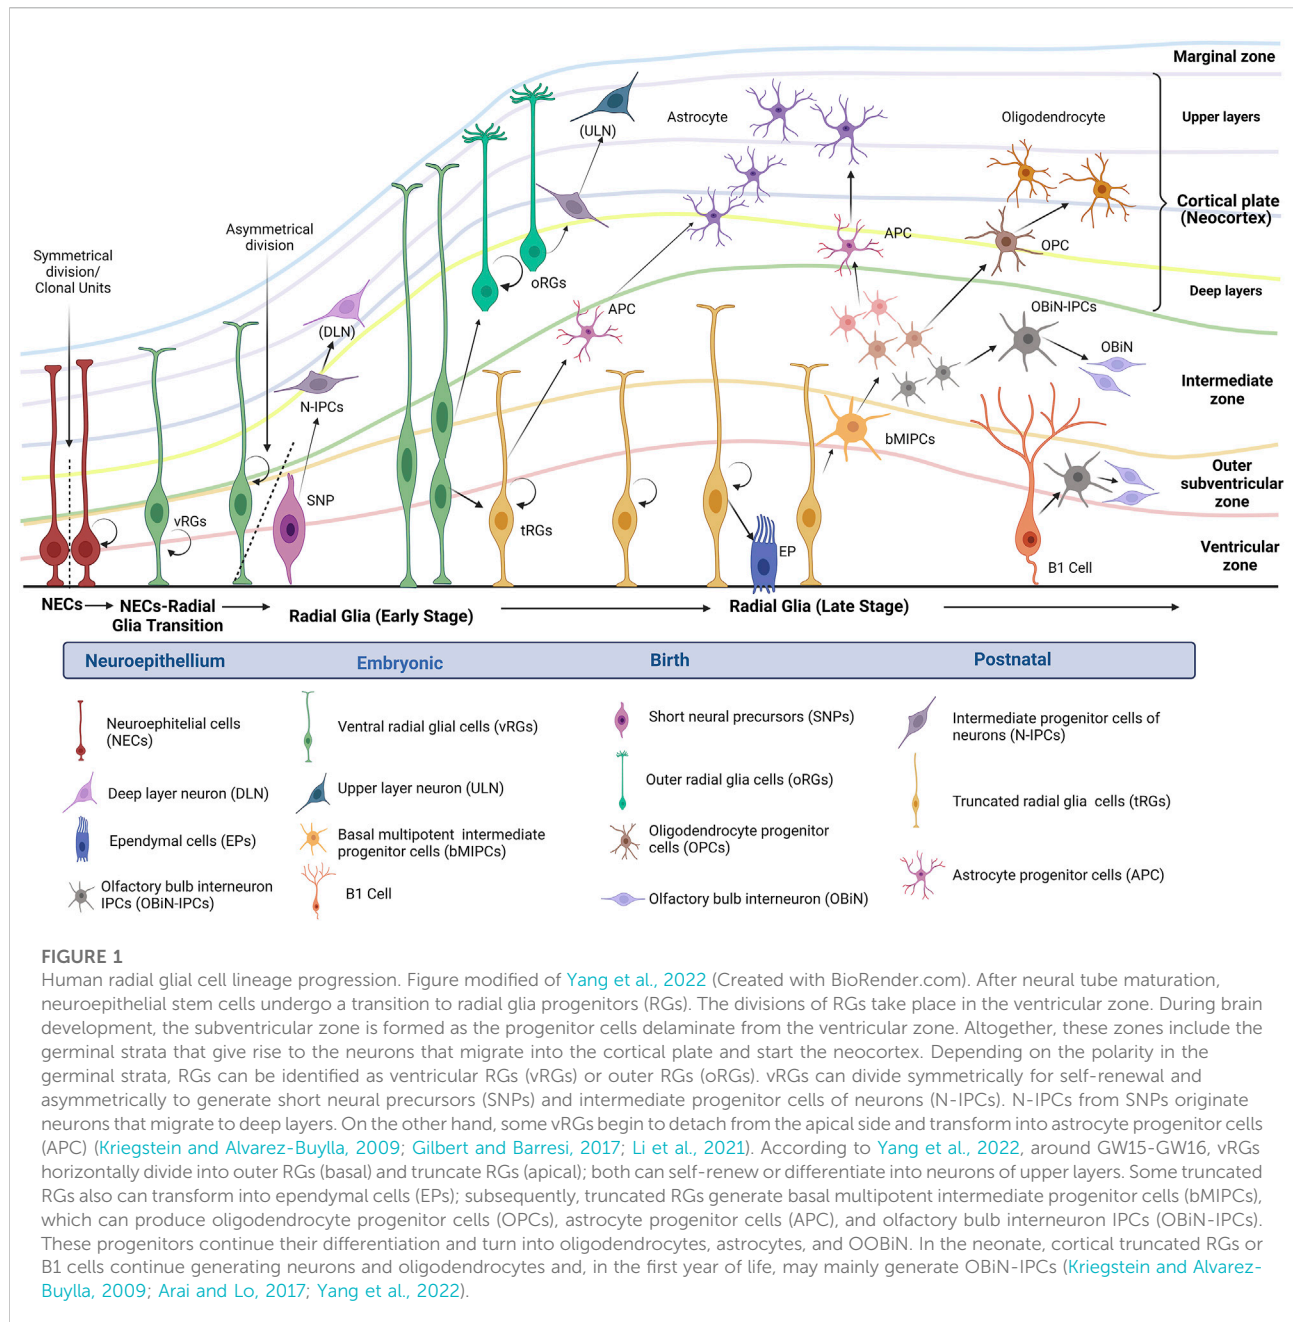 Marginal zone
Upper layers
Astrocyte
Oligodendrocyte
(ULN)
Cortical plate
(Neocortex)
Asymmetrical
division
Symmetrical
division/
Clonal Units
APC
OPC
oRGs
Deep layers
(DLN)
APC
OBiN-IPCs
OBiN
N-IPCs
Intermediate
zone
bMIPCs
SNP
Outer
subventricular
zone
vRGs
tRGs
EP
B1 Cell
Ventricular
zone
NECs
NECs-Radial
Glia Transition
Radial Glia (Early Stage)
Radial Glia (Late Stage)
Neuroepithellium
Embryonic
Birth
Postnatal
Neuroephitelial cells
(NECs)
Ventral radial glial cells (vRGs)
Short neural precursors (SNPs)
Intermediate progenitor cells of
neurons (N-IPCs)
Deep layer neuron (DLN)
Upper layer neuron (ULN)
Outer radial glia cells (oRGs)
Truncated radial glia cells (tRGs)
Ependymal cells (EPs)
Basal multipotent intermediate
progenitor cells (bMIPCs)
Oligodendrocyte progenitor
cells (OPCs)
Astrocyte progenitor cells (APC)
Olfactory bulb interneuron
IPCs (OBiN-IPCs)
B1 Cell
Olfactory bulb interneuron (OBiN)
FIGURE 1
Human radial glial cell lineage progression. Figure modified of Yang et al., 2022 (Created with BioRender.com). After neural tube maturation,
neuroepithelial stem cells undergo a transition to radial glia progenitors (RGs). The divisions of RGs take place in the ventricular zone. During brain
development, the subventricular zone is formed as the progenitor cells delaminate from the ventricular zone. Altogether, these zones include the
germinal strata that give rise to the neurons that migrate into the cortical plate and start the neocortex. Depending on the polarity in the
germinal strata, RGs can be identified as ventricular RGs (vRGs) or outer RGs (oRGs). vRGs can divide symmetrically for self-renewal and
asymmetrically to generate short neural precursors (SNPs) and intermediate progenitor cells of neurons (N-IPCs). N-IPCs from SNPs originate
neurons that migrate to deep layers. On the other hand, some vRGs begin to detach from the apical side and transform into astrocyte progenitor cells
(APC) (Kriegstein and Alvarez-Buylla, 2009; Gilbert and Barresi, 2017; Li et al., 2021). According to Yang et al., 2022, around GW15-GW16, vRGs
horizontally divide into outer RGs (basal) and truncate RGs (apical); both can self-renew or differentiate into neurons of upper layers. Some truncated
RGs also can transform into ependymal cells (EPs); subsequently, truncated RGs generate basal multipotent intermediate progenitor cells (bMIPCs),
which can produce oligodendrocyte progenitor cells (OPCs), astrocyte progenitor cells (APC), and olfactory bulb interneuron IPCs (OBiN-IPCs).
These progenitors continue their differentiation and turn into oligodendrocytes, astrocytes, and OOBiN. In the neonate, cortical truncated RGs or
B1 cells continue generating neurons and oligodendrocytes and, in the first year of life, may mainly generate OBiN-IPCs (Kriegstein and Alvarez-
Buylla, 2009; Arai and Lo, 2017; Yang et al., 2022).